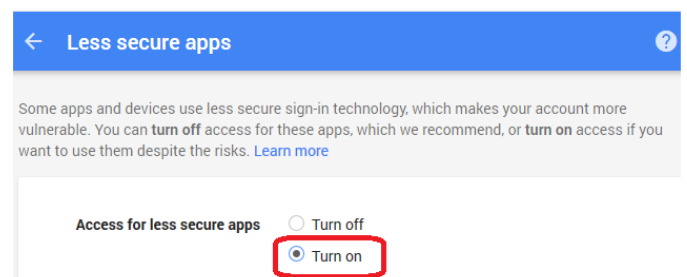 Less secure apps
Some apps and devices use less secure sign-in technology, which makes your account more
vulnerable. You can turn off access for these apps, which we recommend, or turn on access if you
want to use them despite the risks. Learn more
Access for less secure apps Turn off
Turn on